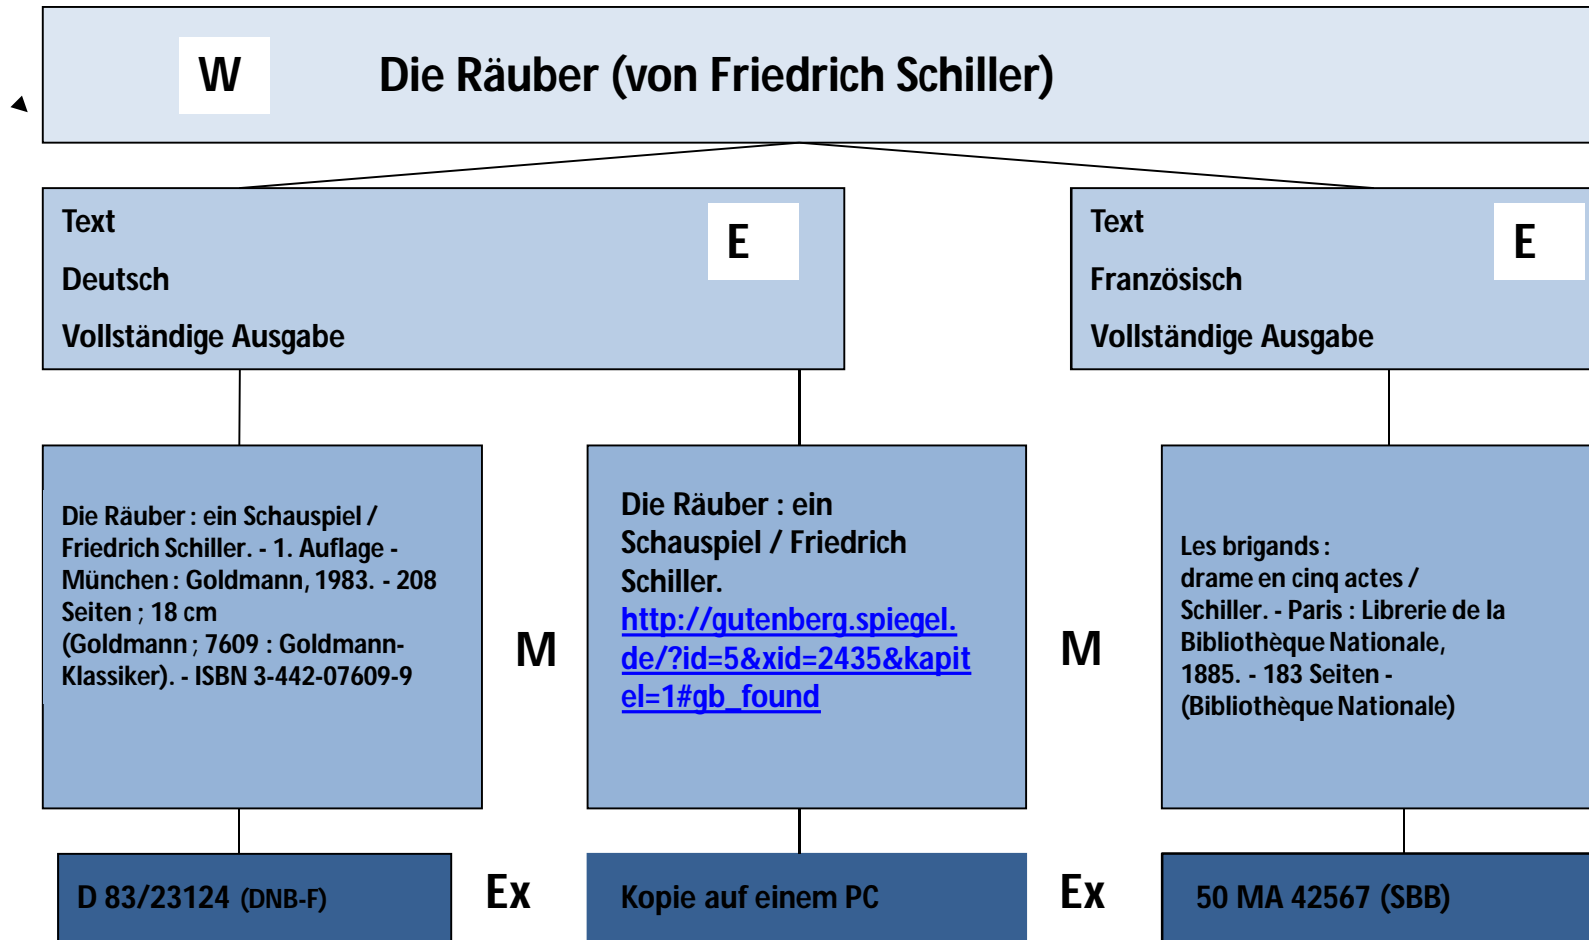 W
Die Räuber (von Friedrich Schiller)
Text
Deutsch
Vollständige Ausgabe
E
Text
Französisch
Vollständige Ausgabe
E
Die Räuber : ein Schauspiel /
Friedrich Schiller. - 1. Auflage -
München : Goldmann, 1983. - 208
Seiten ; 18 cm
(Goldmann ; 7609 : Goldmann-
Klassiker). - ISBN 3-442-07609-9
M
Die Räuber : ein
Schauspiel / Friedrich
Schiller.
http://gutenberg.spiegel.
de/?id=5&xid=2435&kapit
el=1#gb_found
M
Les brigands :
drame en cinq actes /
Schiller. - Paris : Librerie de la
Bibliothèque Nationale,
1885. - 183 Seiten -
(Bibliothèque Nationale)
D 83/23124 (DNB-F)
Ex
Kopie auf einem PC
Ex
50 MA 42567 (SBB)